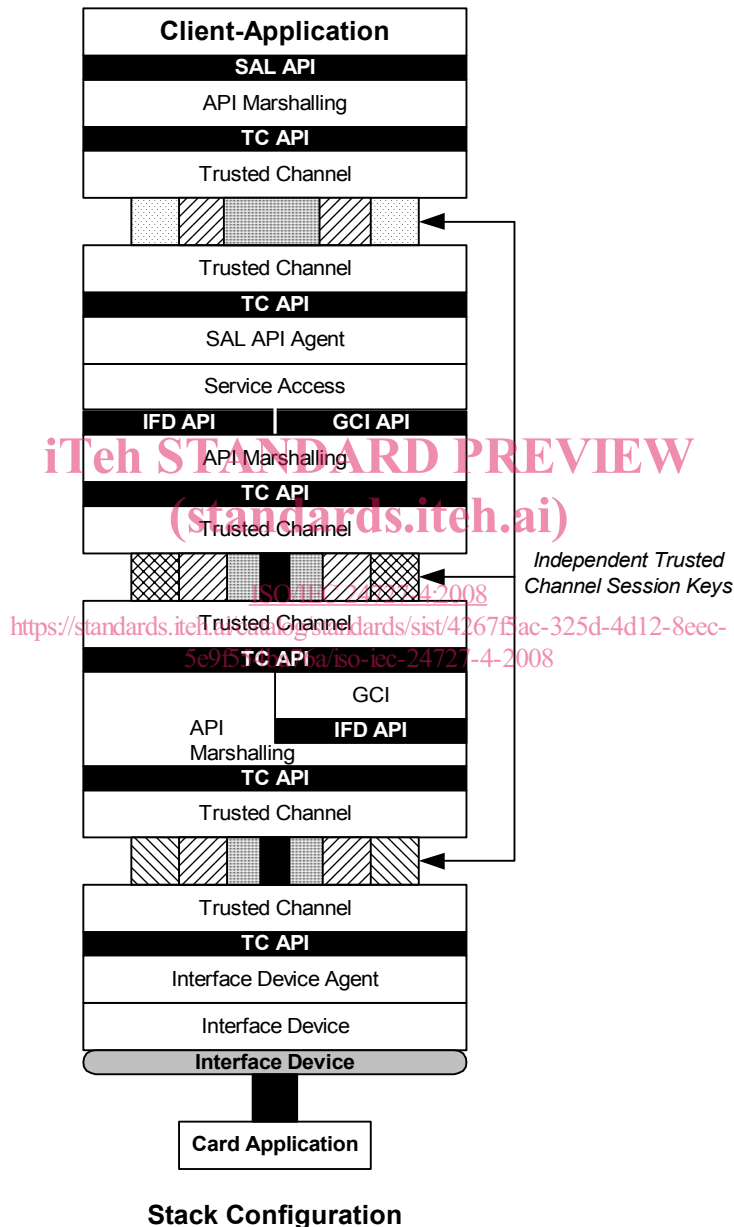 Client-Application
SAL API
API Marshalling
TC API
Trusted Channel
Trusted Channel
TC API
SAL API Agent
Service Access
IFD API
GCI API
iTeh STANDARD PREVIEW
API Marshalling
TC API
(standards.iteh.ai)
Trusted Channel
Independent Trusted
Channel Session Keys
ISO/IEC 24727-4:2008
Trusted Channel
https://standards.iteh.ai/catalog/standards/sist/4267f5ac-325d-4d12-8eec-
TC API
GCI
API
Marshalling
IFD API
TC API
Trusted Channel
Trusted Channel
TC API
Interface Device Agent
Interface Device
Interface Device
Card Application
Stack Configuration